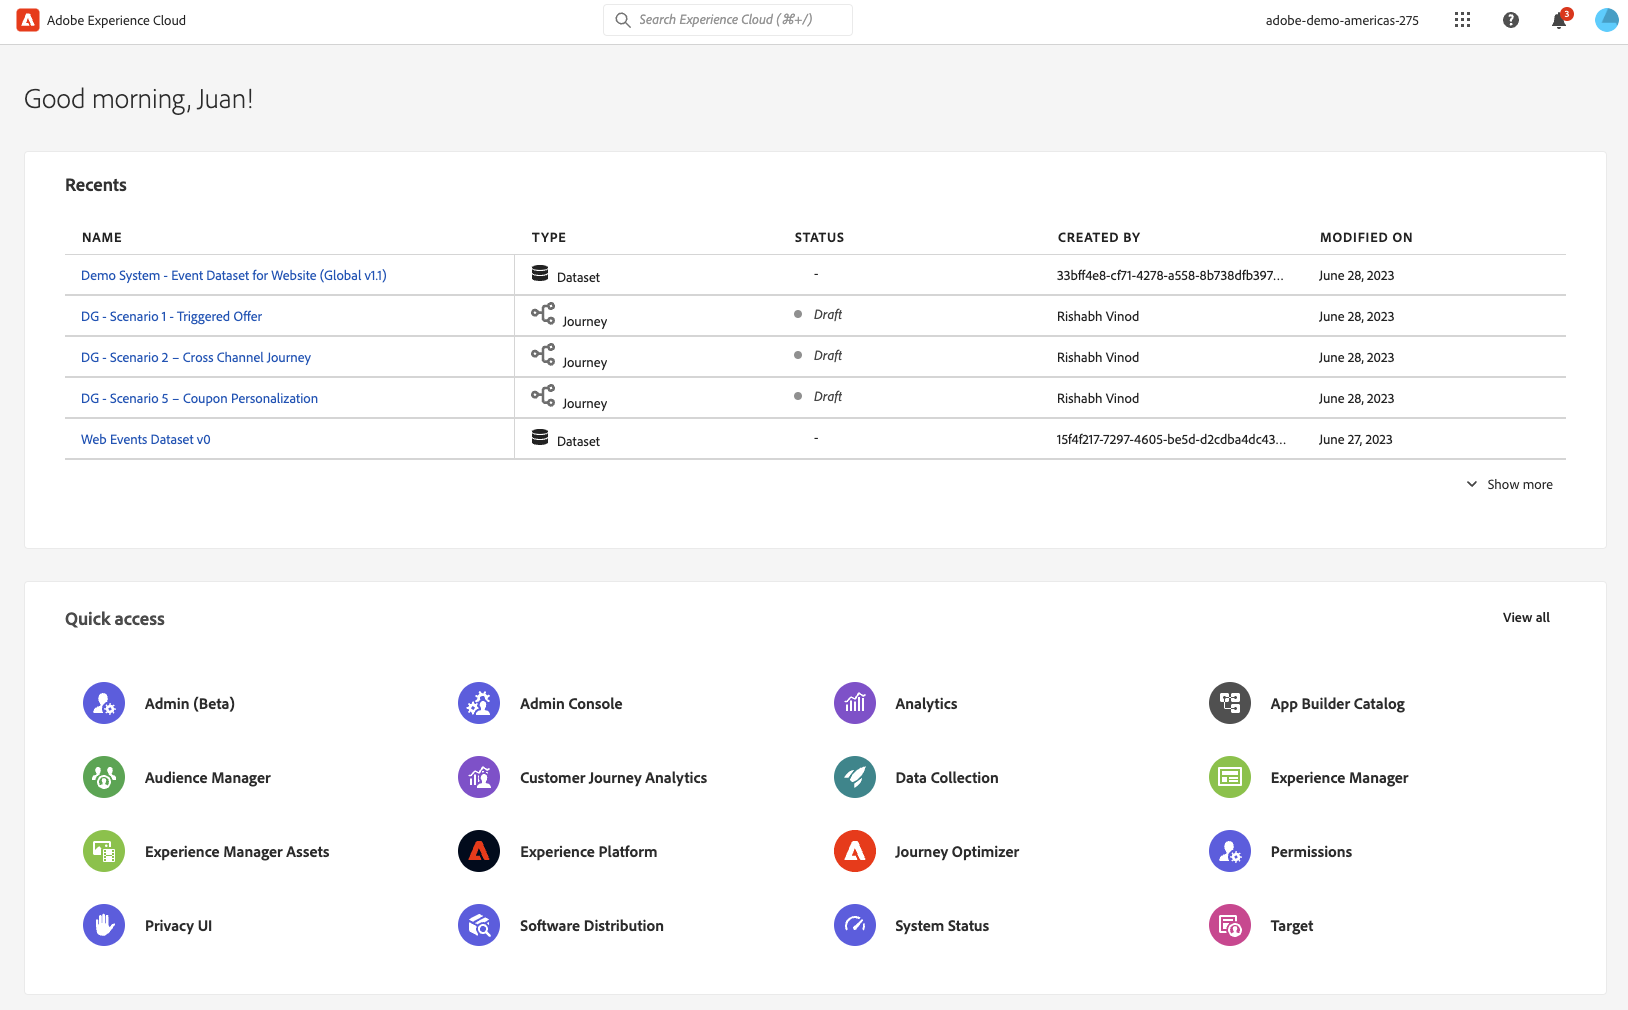 Adobe Experience Cloud
Search Experience Cloud (⌘+/)
adobe-demo-americas-275
3
Good morning, Juan!
Recents
NAME TYPE STATUS CREATED BY MODIFIED ON
Demo System - Event Dataset for Website (Global v1.1) Dataset - 33bff4e8-cf71-4278-a558-8b738dfb397... June 28, 2023
DG - Scenario 1 - Triggered Offer Journey Draft Rishabh Vinod June 28, 2023
DG - Scenario 2 – Cross Channel Journey Journey Draft Rishabh Vinod June 28, 2023
DG - Scenario 5 – Coupon Personalization Journey Draft Rishabh Vinod June 28, 2023
Web Events Dataset v0 Dataset - 15f4f217-7297-4605-be5d-d2cdba4dc43... June 27, 2023
Show more
Quick access
View all
Admin (Beta) Admin Console Analytics App Builder Catalog
Audience Manager Customer Journey Analytics Data Collection Experience Manager
Experience Manager Assets Experience Platform Journey Optimizer Permissions
Privacy UI Software Distribution System Status Target